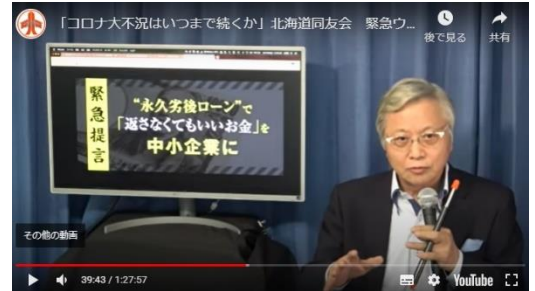 「コロナ大不況はいつまで続くか」北海道同友会 緊急ウ...
後で見る
共有
緊急提言
“永久劣後ローン”で
「返さなくてもいいお金」を
中小企業に
その他の動画
39:43 / 1:27:57
YouTube